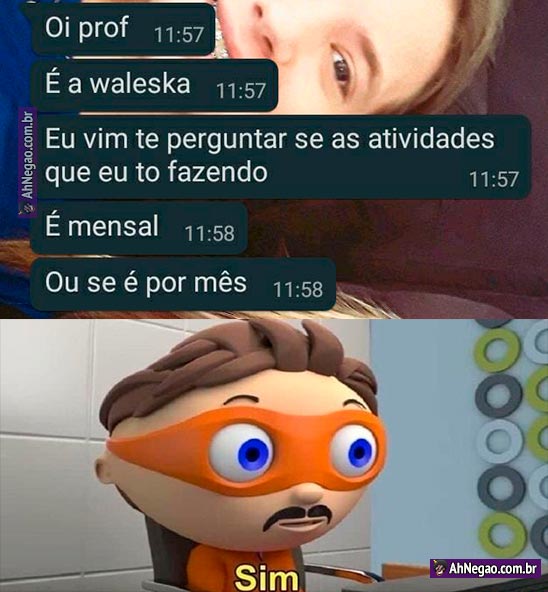 Oi prof 11:57
É a waleska 11:57
Eu vim te perguntar se as atividades
que eu to fazendo 11:57
AhNegao.com.br
É mensal 11:58
Ou se é por mês 11:58
AhNegao.com.br
Sim